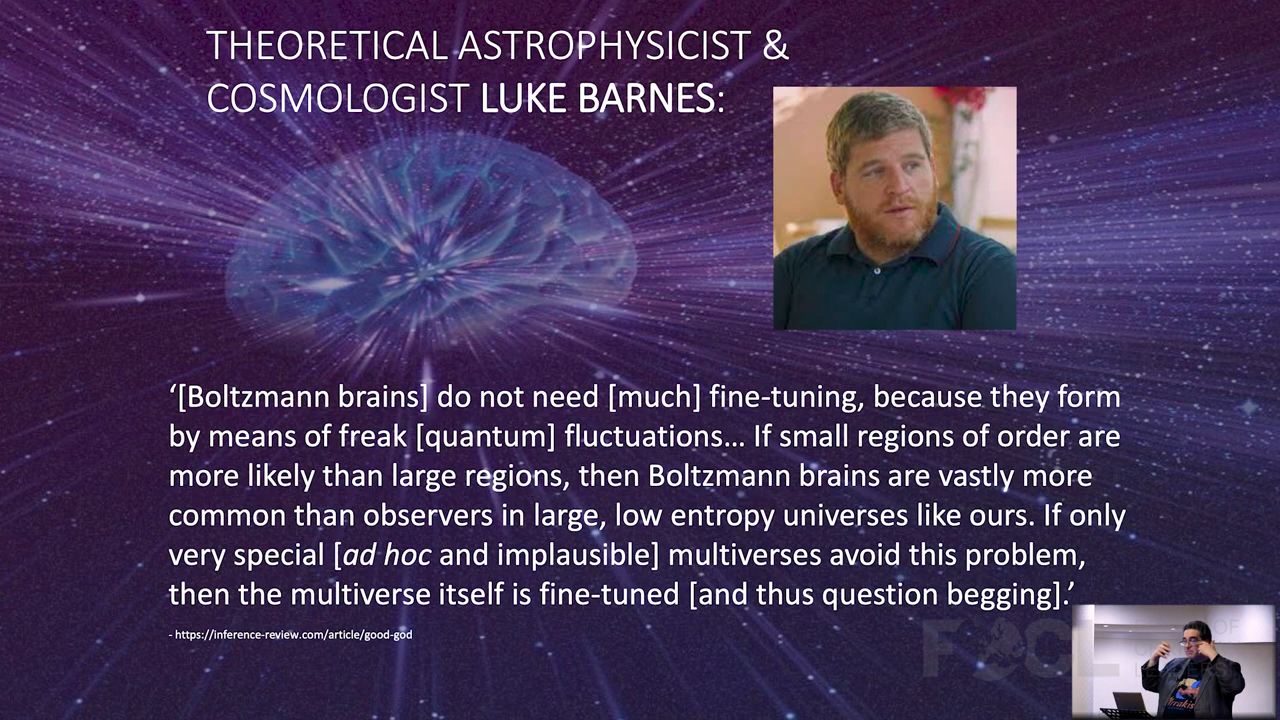 THEORETICAL ASTROPHYSICIST &
COSMOLOGIST LUKE BARNES:
‘[Boltzmann brains] do not need [much] fine-tuning, because they form
by means of freak [quantum] fluctuations… If small regions of order are
more likely than large regions, then Boltzmann brains are vastly more
common than observers in large, low entropy universes like ours. If only
very special [ad hoc and implausible] multiverses avoid this problem,
then the multiverse itself is fine-tuned [and thus question begging].’
- https://inference-review.com/article/good-god
OF